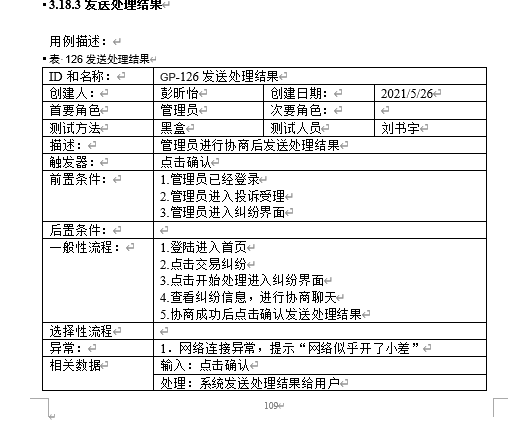 3.18.3 发送处理结果
用例描述：
表 126 发送处理结果
ID 和名称： GP-126 发送处理结果
创建人： 彭昕怡 创建日期： 2021/5/26
首要角色 管理员 次要角色：
测试方法 黑盒 测试人员 刘书宇
描述： 管理员进行协商后发送处理结果
触发器： 点击确认
前置条件： 1.管理员已经登录
2.管理员进入投诉受理
3.管理员进入纠纷界面
后置条件：
一般性流程： 1.登陆进入首页
2.点击交易纠纷
3.点击开始处理进入纠纷界面
4.查看纠纷信息，进行协商聊天
5.协商成功后点击确认发送处理结果
选择性流程
异常： 1．网络连接异常，提示“网络似乎开了小差”
相关数据 输入：点击确认
处理：系统发送处理结果给用户
109